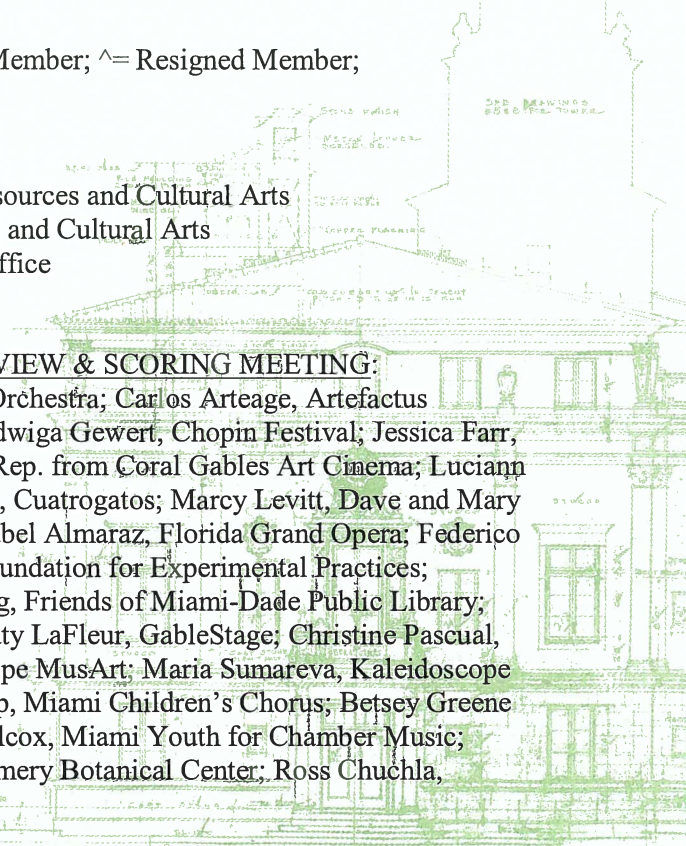 Member; ^= Resigned Member;
sources and Cultural Arts
and Cultural Arts
ffice
VIEW & SCORING MEETING:
Orchestra; Carlos Arteage, Artefactus
dwiga Gewert, Chopin Festival; Jessica Farr,
Rep. from Coral Gables Art Cinema; Luciann
, Cuatrogatos; Marcy Levitt, Dave and Mary
bel Almaraz, Florida Grand Opera; Federico
undation for Experimental Practices;
g, Friends of Miami-Dade Public Library;
ty LaFleur, GableStage; Christine Pascual,
pe MusArt; Maria Sumareva, Kaleidoscope
p, Miami Children's Chorus; Betsey Greene
lcox, Miami Youth for Chamber Music;
mery Botanical Center; Ross Chuchla,